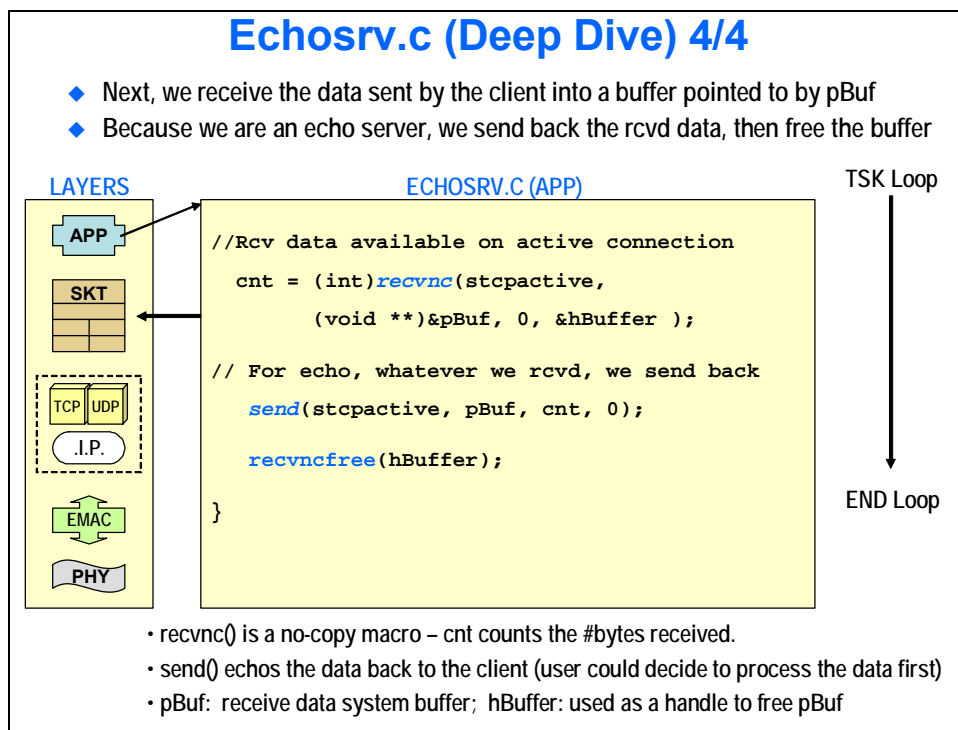 Echosrv.c (Deep Dive) 4/4
◆ Next, we receive the data sent by the client into a buffer pointed to by pBuf
◆ Because we are an echo server, we send back the rcvd data, then free the buffer
LAYERS
APP
SKT
TCP UDP
.I.P.
EMAC
PHY
ECHOSRV.C (APP)
//Rcv data available on active connection
cnt = (int)recvnc(stcpactive,
(void **)&pBuf, 0, &hBuffer );
// For echo, whatever we rcvd, we send back
send(stcpactive, pBuf, cnt, 0);
recvncfree(hBuffer);
}
TSK Loop
END Loop
• recvnc() is a no-copy macro – cnt counts the #bytes received.
• send() echos the data back to the client (user could decide to process the data first)
• pBuf: receive data system buffer; hBuffer: used as a handle to free pBuf